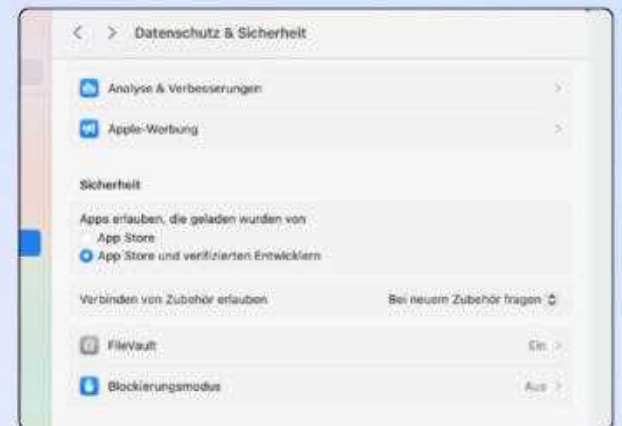 Datenschutz & Sicherheit
Analyse & Verbesserungen
Apple-Werbung
Sicherheit
Apps erlauben, die geladen wurden von
App Store
App Store und verifizierten Entwicklern
Verbinden von Zubehör erlauben Bei neuem Zubehör fragen
FileVault Ein
Blockierungsmodus Aus